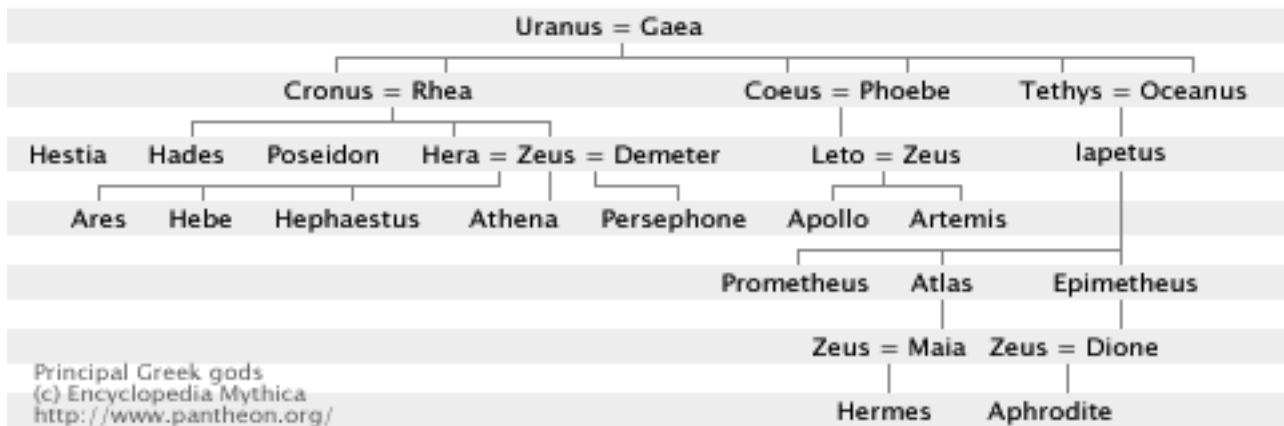 Uranus = Gaea
Cronus = Rhea Coeus = Phoebe Tethys = Oceanus
Hestia Hades Poseidon Hera = Zeus = Demeter Leto = Zeus Iapetus
Ares Hebe Hephaestus Athena Persephone Apollo Artemis
Prometheus Atlas Epimetheus
Zeus = Maia Zeus = Dione
Hermes Aphrodite
Principal Greek gods
(c) Encyclopedia Mythica
http://www.pantheon.org/